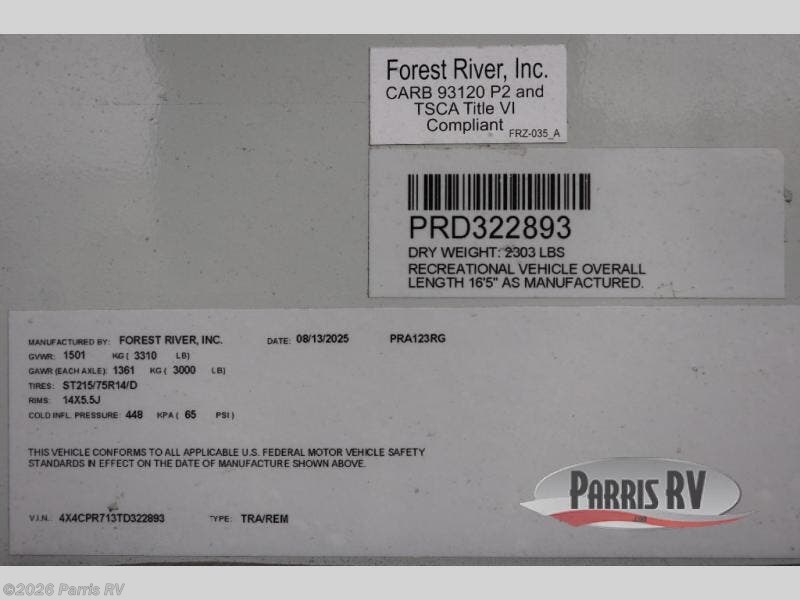 Forest River, Inc.
CARB 93120 P2 and
TSCA Title VI
Compliant FRZ-035_A
PRD322893
DRY WEIGHT: 2303 LBS
RECREATIONAL VEHICLE OVERALL
LENGTH 16'5" AS MANUFACTURED.
MANUFACTURED BY: FOREST RIVER, INC. DATE: 08/13/2025 PRA123RG
GVWR: 1501 KG ( 3310 LB)
GAWR (EACH AXLE): 1361 KG ( 3000 LB)
TIRES: ST215/75R14/D
RIMS: 14X5.5J
COLD INFL. PRESSURE: 448 KPA ( 65 PSI)
THIS VEHICLE CONFORMS TO ALL APPLICABLE U.S. FEDERAL MOTOR VEHICLE SAFETY
STANDARDS IN EFFECT ON THE DATE OF MANUFACTURE SHOWN ABOVE.
V.I.N.: 4X4CPR713TD322893 TYPE: TRA/REM
PARRIS RV
©2026 Parris RV